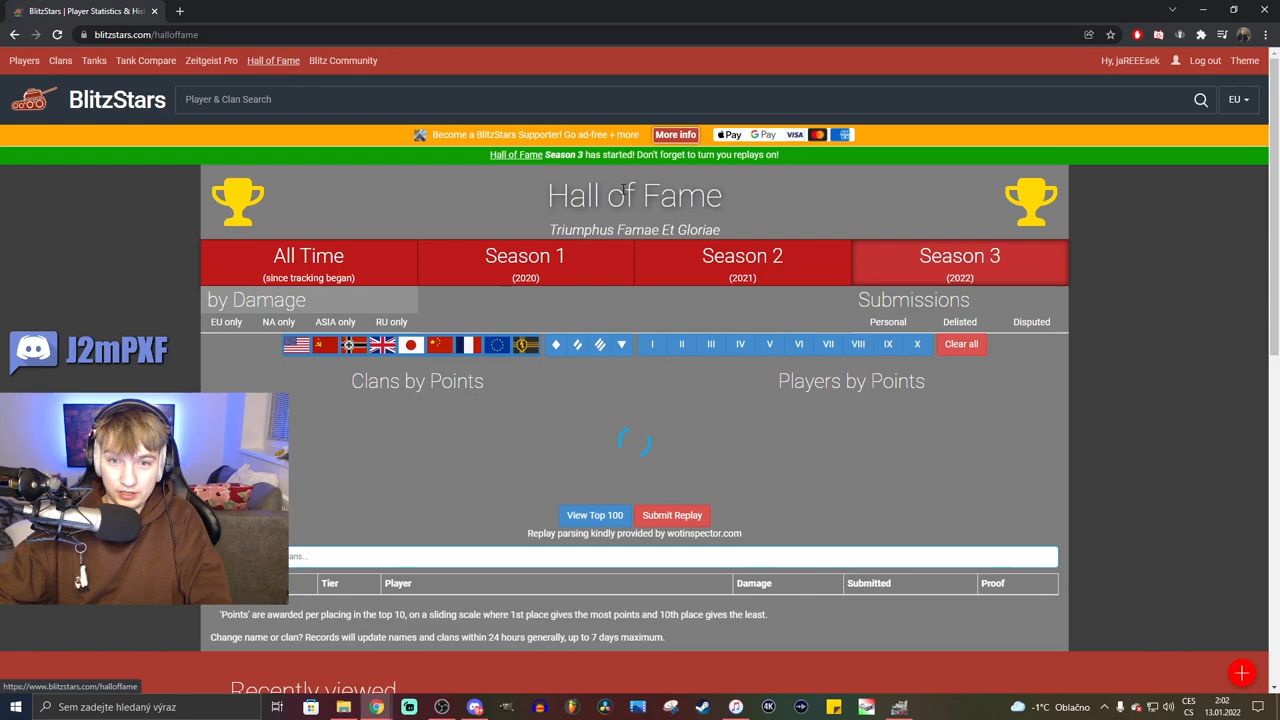 BlitzStars | Player Statistics & Hist
blitzstars.com/halloffame
Players Clans Tanks Tank Compare Zeitgeist Pro Hall of Fame Blitz Community Hy, jaREEEsek Log out Theme
BlitzStars Player & Clan Search EU
Become a BlitzStars Supporter! Go ad-free + more More info Apple Pay G Pay VISA
Hall of Fame Season 3 has started! Don't forget to turn you replays on!
Hall of Fame
Triumphus Famae Et Gloriae
All Time Season 1 Season 2 Season 3
(since tracking began) (2020) (2021) (2022)
by Damage Submissions
EU only NA only ASIA only RU only Personal Delisted Disputed
I II III IV V VI VII VIII IX X Clear all
J2mPXF
Clans by Points Players by Points
View Top 100 Submit Replay
Replay parsing kindly provided by wotinspector.com
ans...
Tier Player Damage Submitted Proof
'Points' are awarded per placing in the top 10, on a sliding scale where 1st place gives the most points and 10th place gives the least.
Change name or clan? Records will update names and clans within 24 hours generally, up to 7 days maximum.
Recently viewed
https://www.blitzstars.com/halloffame
Sem zadejte hledaný výraz -1°C Oblačno CES 2:02
13.01.2022